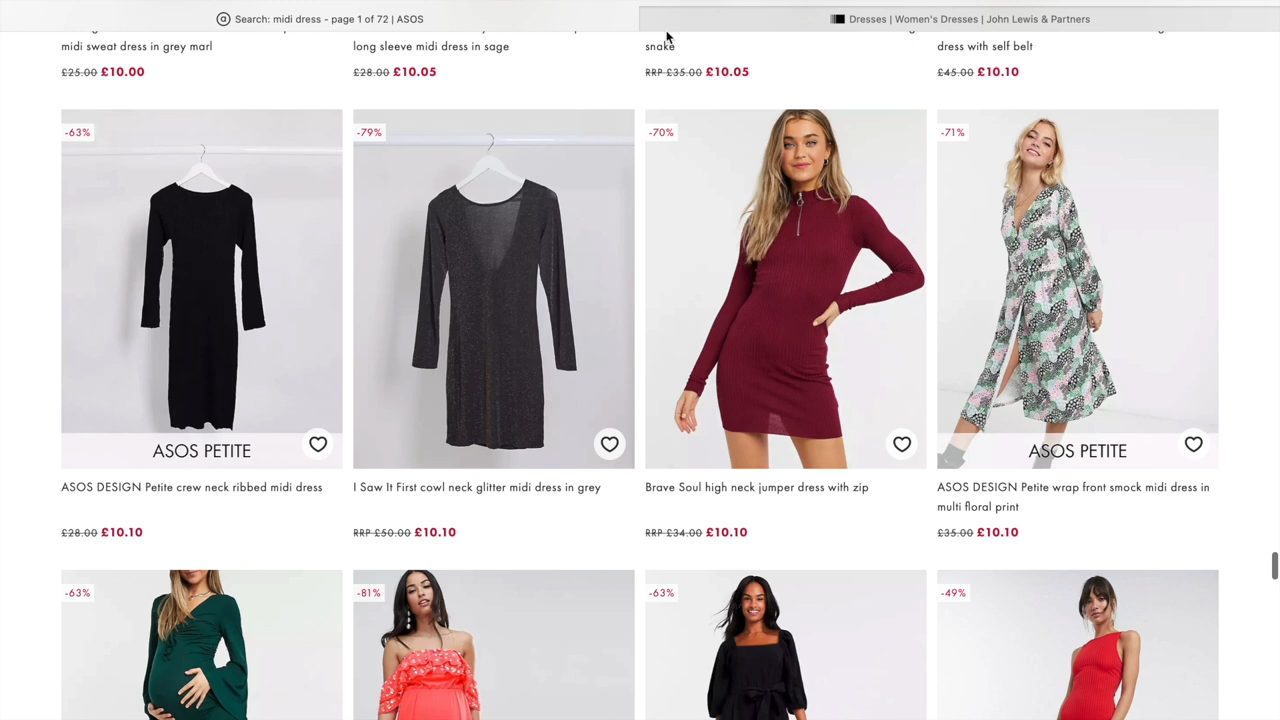 Search: midi dress - page 1 of 72 | ASOS
Dresses | Women's Dresses | John Lewis & Partners
midi sweat dress in grey marl
long sleeve midi dress in sage
snake
dress with self belt
£25.00 £10.00
£28.00 £10.05
RRP £35.00 £10.05
£45.00 £10.10
-63%
-79%
-70%
-71%
ASOS PETITE
ASOS PETITE
ASOS DESIGN Petite crew neck ribbed midi dress
I Saw It First cowl neck glitter midi dress in grey
Brave Soul high neck jumper dress with zip
ASOS DESIGN Petite wrap front smock midi dress in
multi floral print
£28.00 £10.10
RRP £50.00 £10.10
RRP £34.00 £10.10
£35.00 £10.10
-63%
-81%
-63%
-49%